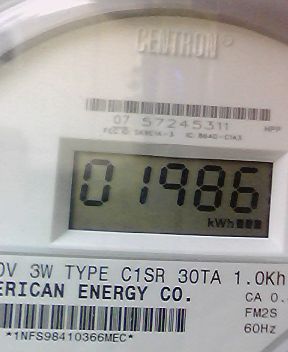 CENTRON®
07 57245311
HPP
01986
kWh
0V 3W TYPE C1SR 30TA 1.0Kh
ERICAN ENERGY CO.
CA 0.
FM2S
60Hz
*1NFS98410366MEC*